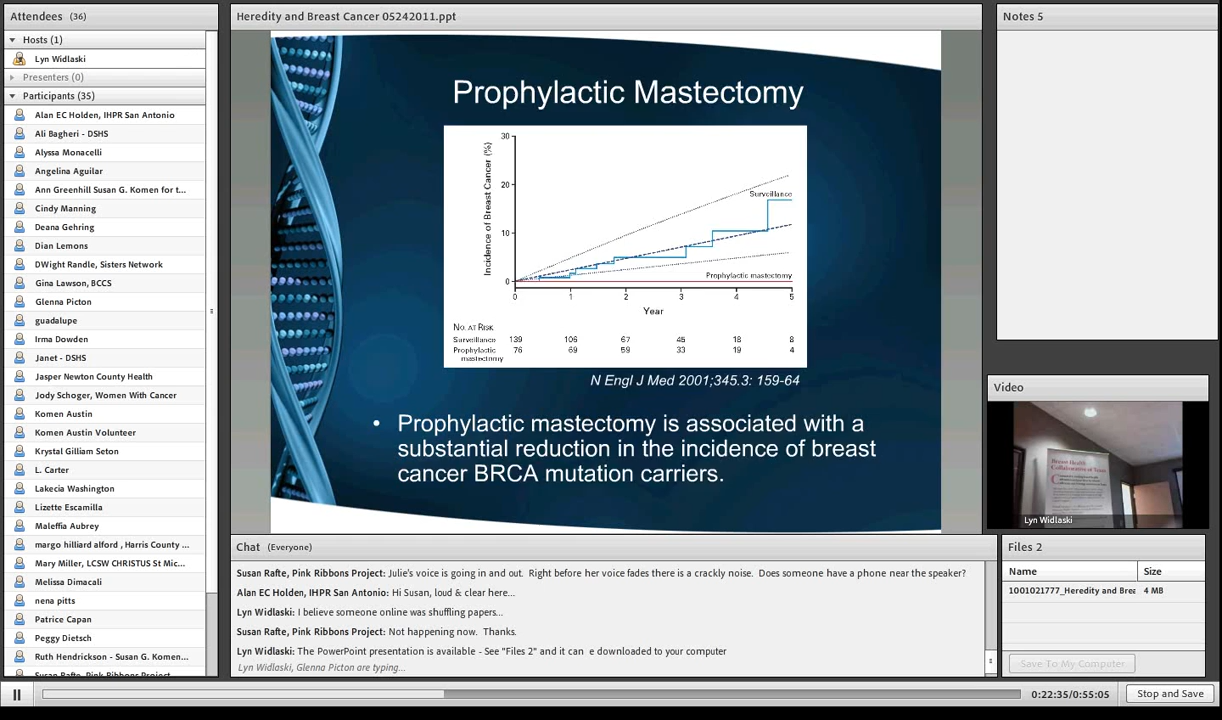 Attendees (36)
Hosts (1)
Lyn Widlaski
Presenters (0)
Participants (35)
Alan EC Holden, IHPR San Antonio
Ali Bagheri - DSHS
Alyssa Monacelli
Angelina Aguilar
Ann Greenhill Susan G. Komen for t...
Cindy Manning
Deana Gehring
Dian Lemons
DWight Randle, Sisters Network
Gina Lawson, BCCS
Glenna Picton
guadalupe
Irma Dowden
Janet - DSHS
Jasper Newton County Health
Jody Schoger, Women With Cancer
Komen Austin
Komen Austin Volunteer
Krystal Gilliam Seton
L. Carter
Lakecia Washington
Lizette Escamilla
Maleffia Aubrey
margo hilliard alford , Harris County ...
Mary Miller, LCSW CHRISTUS St Mic...
Melissa Dimacali
nena pitts
Patrice Capan
Peggy Dietsch
Ruth Hendrickson - Susan G. Komen...
Susan Rafte, Pink Ribbons Project
Heredity and Breast Cancer 05242011.ppt
Prophylactic Mastectomy
Incidence of Breast Cancer (%)
30
20
10
0
Surveillance
Prophylactic mastectomy
0 1 2 3 4 5
Year
No. at Risk
Surveillance 139 106 67 46 18 8
Prophylactic 76 69 59 33 19 4
mastectomy
N Engl J Med 2001;345.3: 159-64
• Prophylactic mastectomy is associated with a
substantial reduction in the incidence of breast
cancer BRCA mutation carriers.
Chat (Everyone)
Susan Rafte, Pink Ribbons Project: Julie's voice is going in and out. Right before her voice fades there is a crackly noise. Does someone have a phone near the speaker?
Alan EC Holden, IHPR San Antonio: Hi Susan, loud & clear here...
Lyn Widlaski: I believe someone online was shuffling papers...
Susan Rafte, Pink Ribbons Project: Not happening now. Thanks.
Lyn Widlaski: The PowerPoint presentation is available - See "Files 2" and it can e downloaded to your computer
Lyn Widlaski, Glenna Picton are typing...
Notes 5
Video
Breast Health
Collaborative of Texas
Lyn Widlaski
Files 2
Name Size
1001021777_Heredity and Brea 4 MB
Save To My Computer
0:22:35/0:55:05
Stop and Save